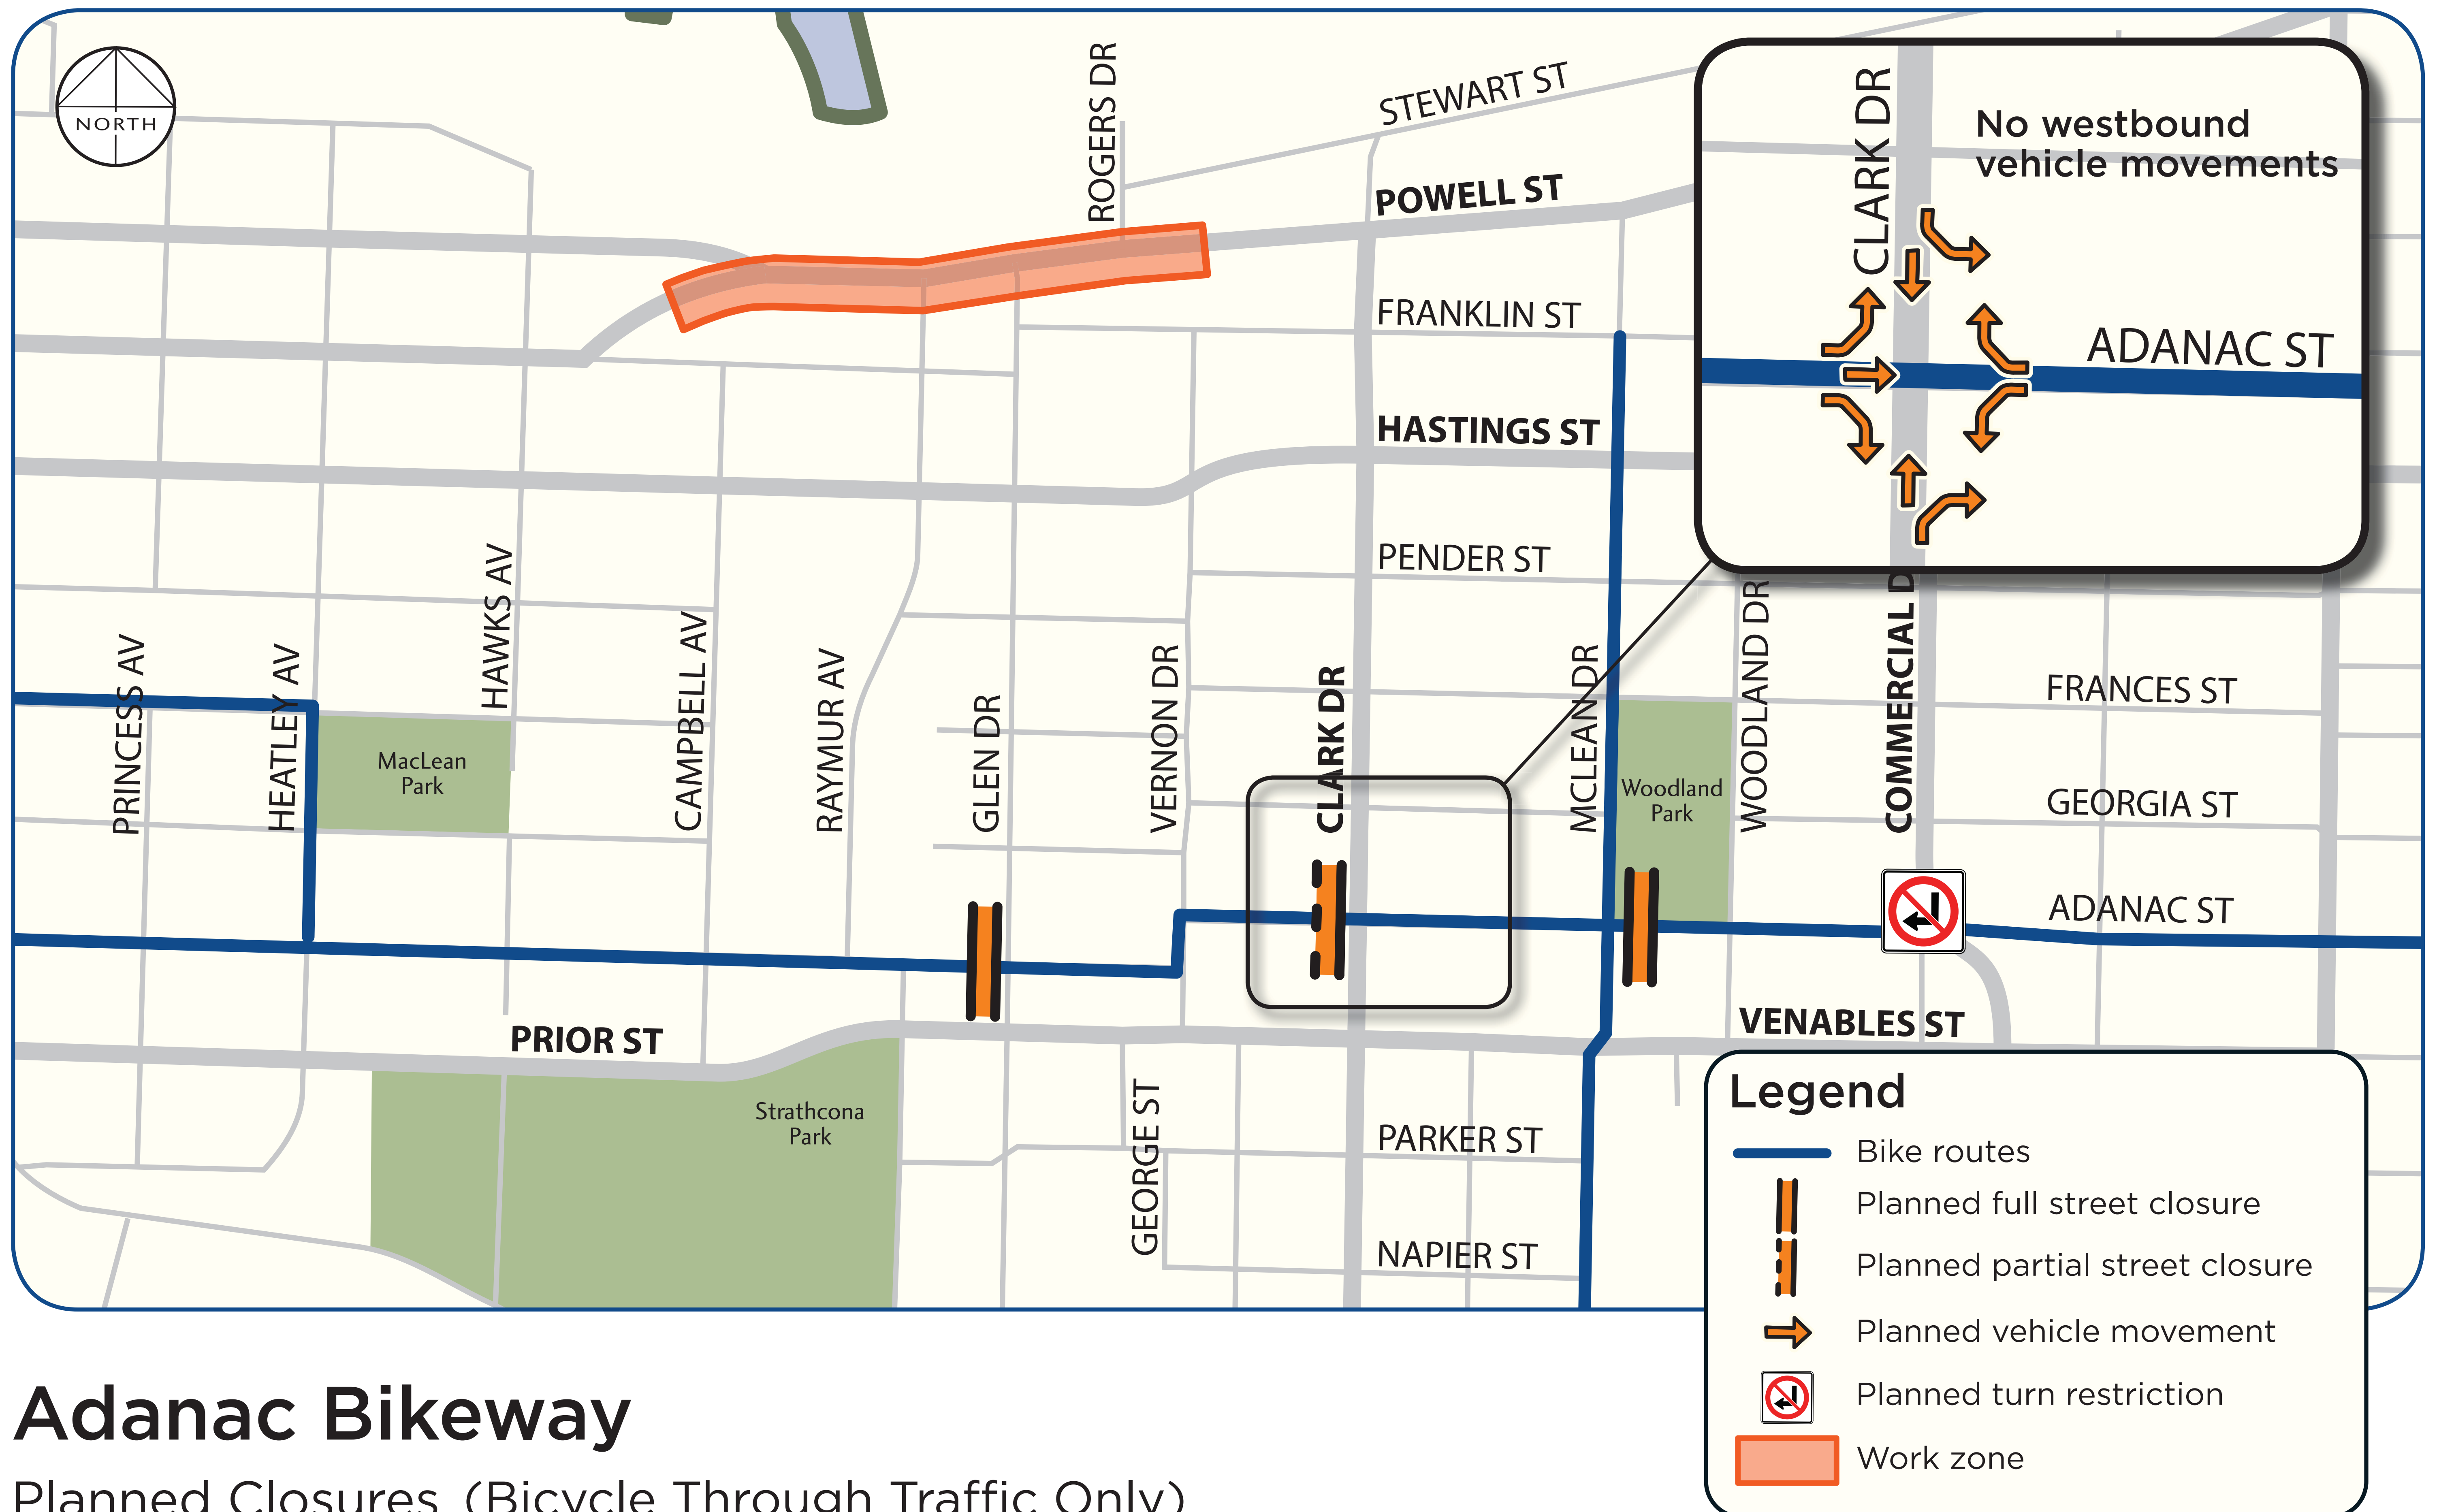 NORTH
ROGERS DR
STEWART ST
POWELL ST
FRANKLIN ST
HASTINGS ST
PENDER ST
CLARK DR
No westbound
vehicle movements
ADANAC ST
PRINCESS AV
HEATLEY AV
HAWKS AV
CAMPBELL AV
RAYMUR AV
GLEN DR
VERNON DR
CLARK DR
MCLEAN DR
WOODLAND DR
COMMERCIAL D
FRANCES ST
GEORGIA ST
ADANAC ST
MacLean
Park
Woodland
Park
PRIOR ST
VENABLES ST
Strathcona
Park
GEORGE ST
PARKER ST
NAPIER ST
Legend
Bike routes
Planned full street closure
Planned partial street closure
Planned vehicle movement
Planned turn restriction
Work zone
Adanac Bikeway
Planned Closures (Bicycle Through Traffic Only)